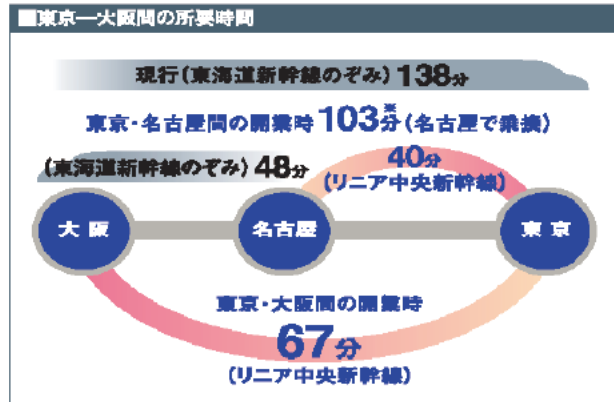 ■東京―大阪間の所要時間
現行(東海道新幹線のぞみ)138分
東京・名古屋間の開業時103分※(名古屋で乗換)
(東海道新幹線のぞみ)48分
40分
(リニア中央新幹線)
大阪
名古屋
東京
東京・大阪間の開業時
67分
(リニア中央新幹線)